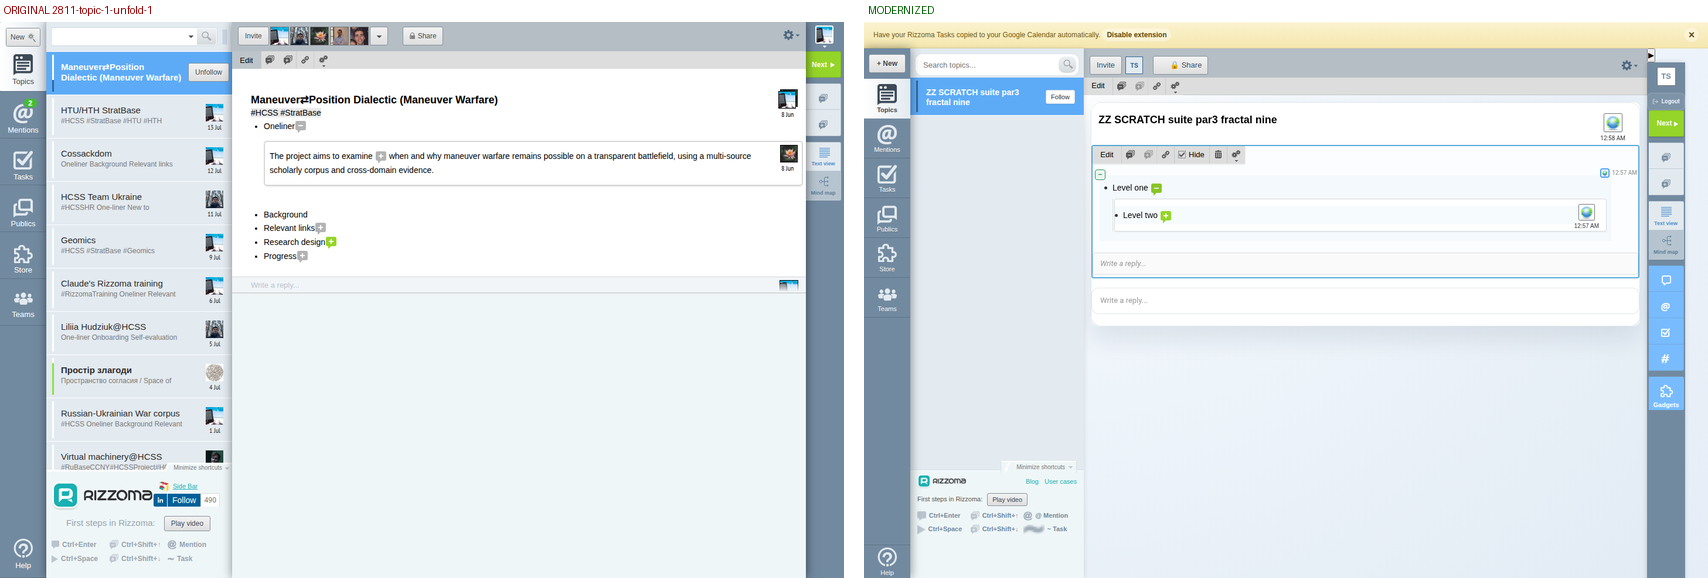 ORIGINAL 2811-topic-1-unfold-1
New
Topics
2
Mentions
Tasks
Publics
Store
Teams
Help
Maneuver⇄Position Dialectic (Maneuver Warfare)
Unfollow
HTU/HTH StratBase
#HCSS #StratBase #HTU #HTH
13 Jul
Cossackdom
Oneliner Background Relevant links
12 Jul
HCSS Team Ukraine
#HCSSHR One-liner New to
11 Jul
Geomics
#HCSS #StratBase #Geomics
9 Jul
Claude's Rizzoma training
#RizzomaTraining Oneliner Relevant
6 Jul
Liliia Hudziuk@HCSS
One-liner Onboarding Self-evaluation
5 Jul
Простір злагоди
Пространство согласия / Space of
4 Jul
Russian-Ukrainian War corpus
#HCSS Oneliner Background Relevant
1 Jul
Virtual machinery@HCSS
Minimize shortcuts
RIZZOMA
Side Bar
in Follow 490
First steps in Rizzoma: Play video
Ctrl+Enter Ctrl+Shift+↑ @ Mention
Ctrl+Space Ctrl+Shift+↓ ~ Task
Invite
Share
Edit
Maneuver⇄Position Dialectic (Maneuver Warfare)
#HCSS #StratBase
8 Jun
• Oneliner
The project aims to examine when and why maneuver warfare remains possible on a transparent battlefield, using a multi-source
scholarly corpus and cross-domain evidence.
8 Jun
• Background
• Relevant links
• Research design
• Progress
Write a reply...
Next
Text view
Mind map
MODERNIZED
Have your Rizzoma Tasks copied to your Google Calendar automatically. Disable extension
+ New
Topics
Mentions
Tasks
Publics
Store
Teams
Help
Search topics...
ZZ SCRATCH suite par3 fractal nine
Follow
Minimize shortcuts
RIZZOMA
Blog User cases
First steps in Rizzoma: Play video
Ctrl+Enter Ctrl+Shift+↑ @ @ Mention
Ctrl+Space Ctrl+Shift+↓ ~ Task
Invite TS Share
Edit
ZZ SCRATCH suite par3 fractal nine
12:58 AM
Edit Hide
12:57 AM
• Level one
• Level two
12:57 AM
Write a reply...
Write a reply...
TS
Logout
Next
Text view
Mind map
@
#
Gadgets